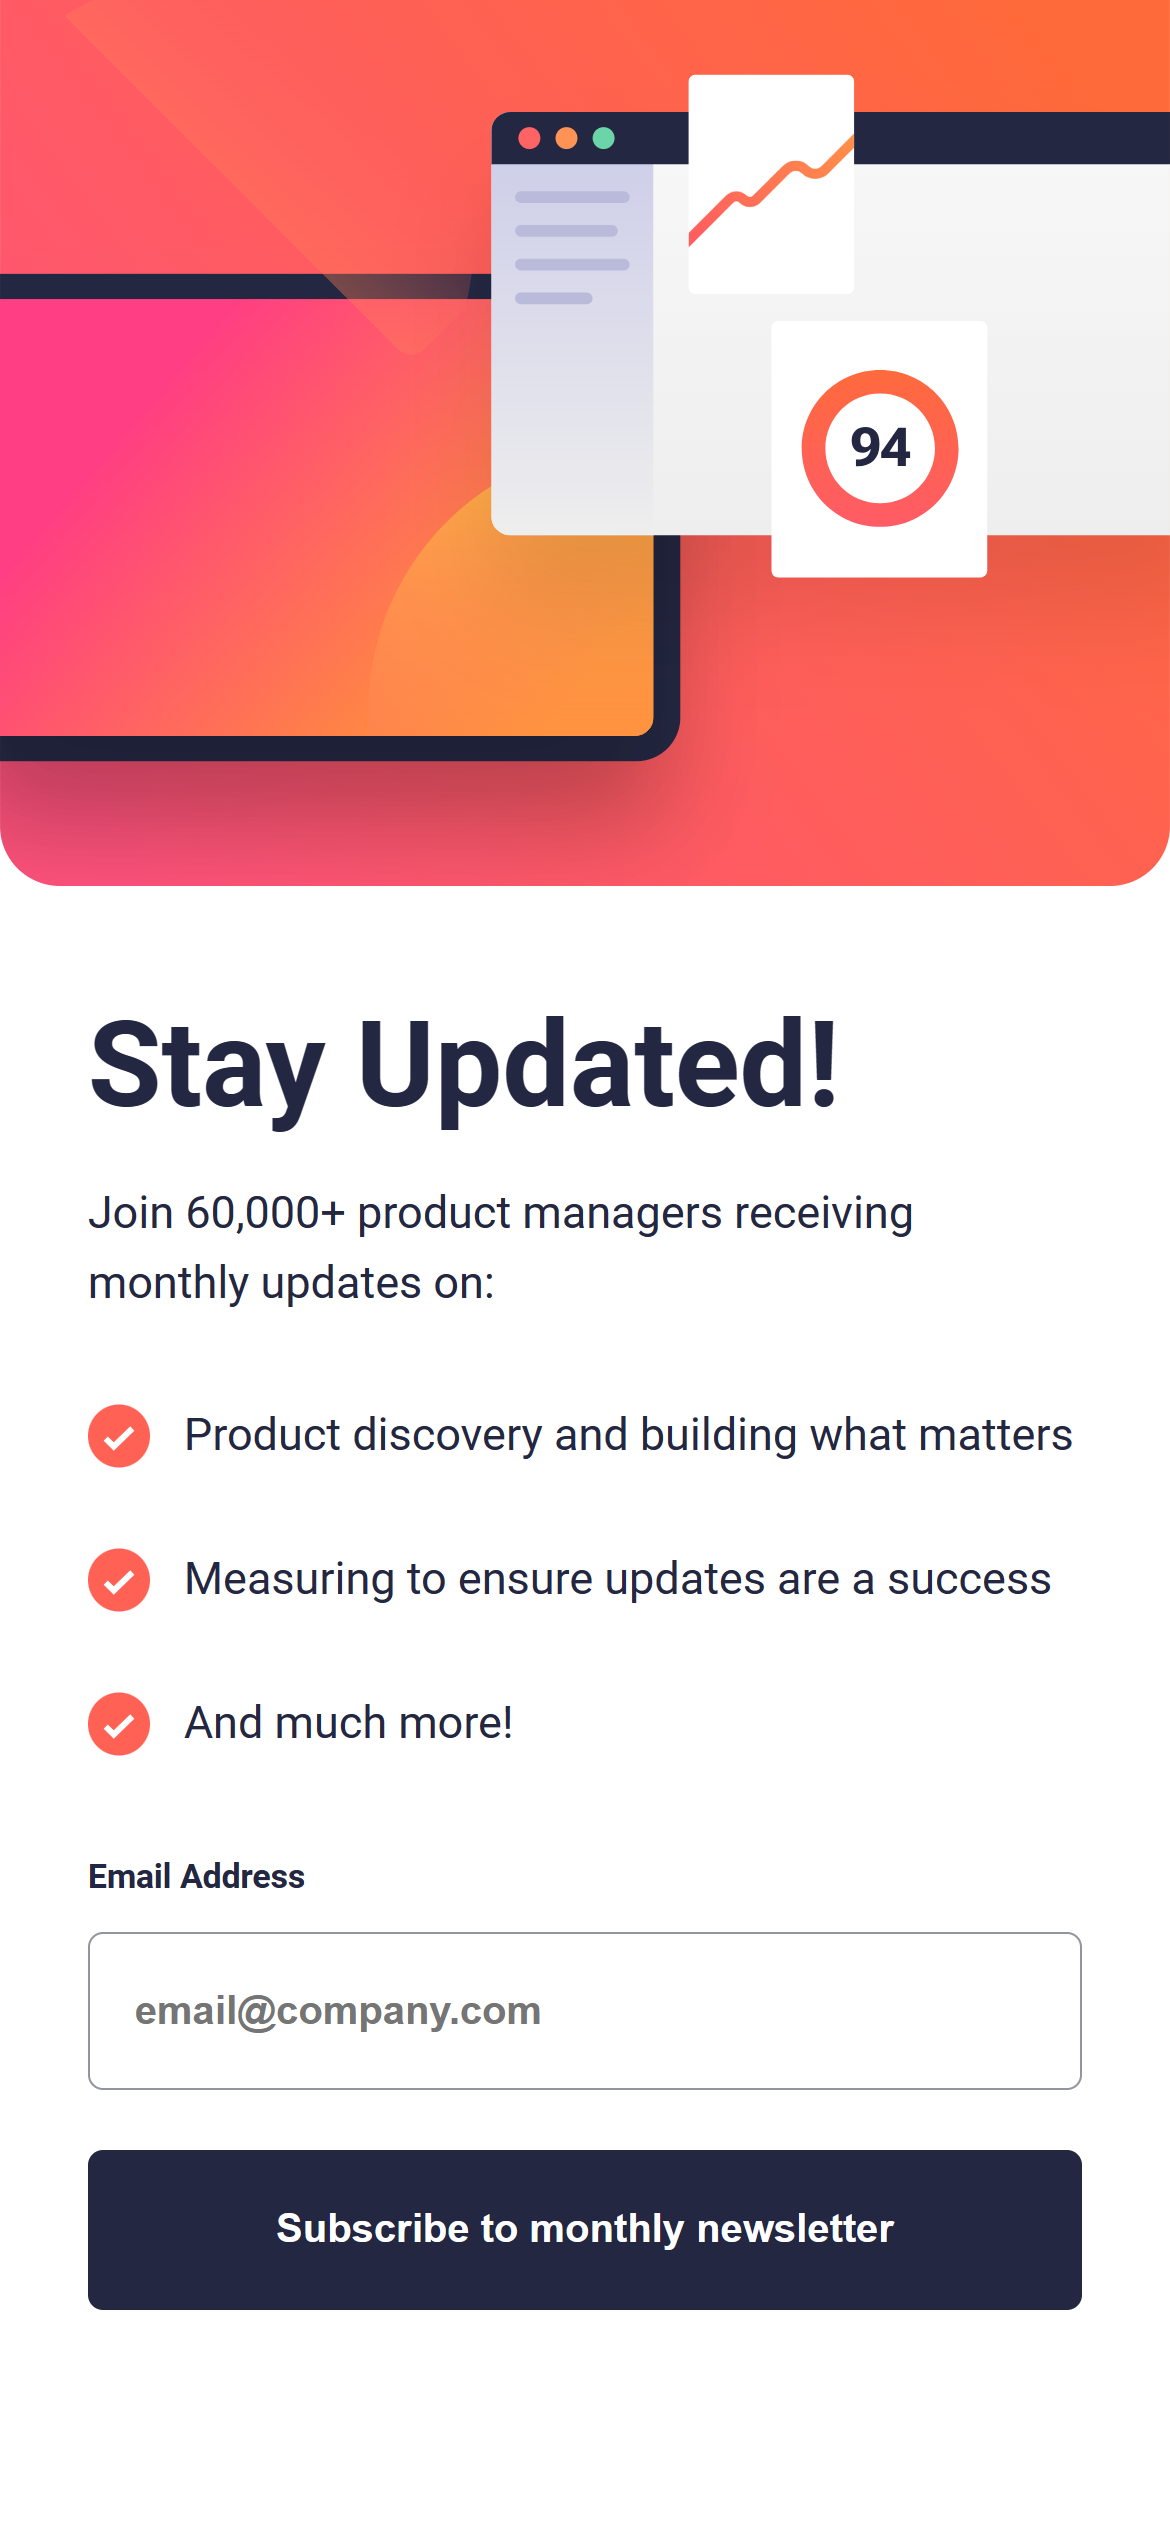 94
Stay Updated!
Join 60,000+ product managers receiving
monthly updates on:
Product discovery and building what matters
Measuring to ensure updates are a success
And much more!
Email Address
email@company.com
Subscribe to monthly newsletter